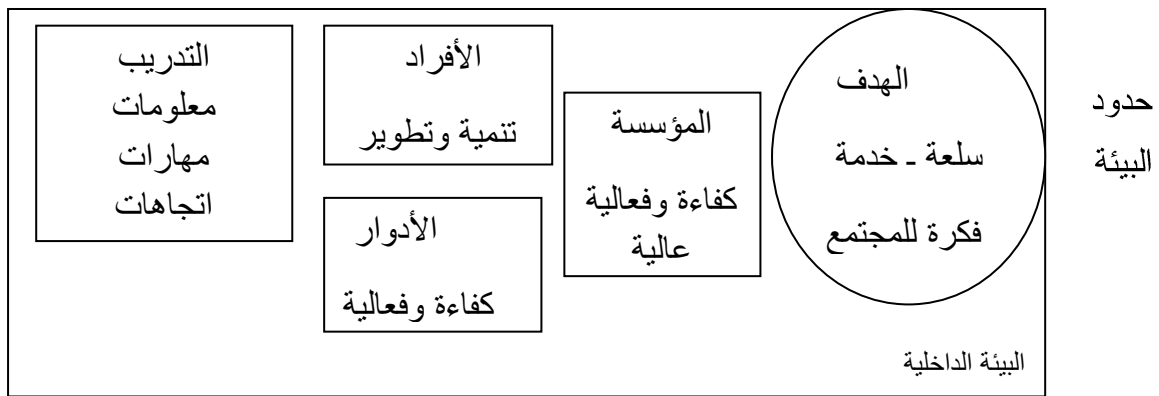 حدود
البيئة
الهدف
سلعة ـ خدمة
فكرة للمجتمع
المؤسسة
كفاءة وفعالية
عالية
الأفراد
تنمية وتطوير
الأدوار
كفاءة وفعالية
التدريب
معلومات
مهارات
اتجاهات
البيئة الداخلية